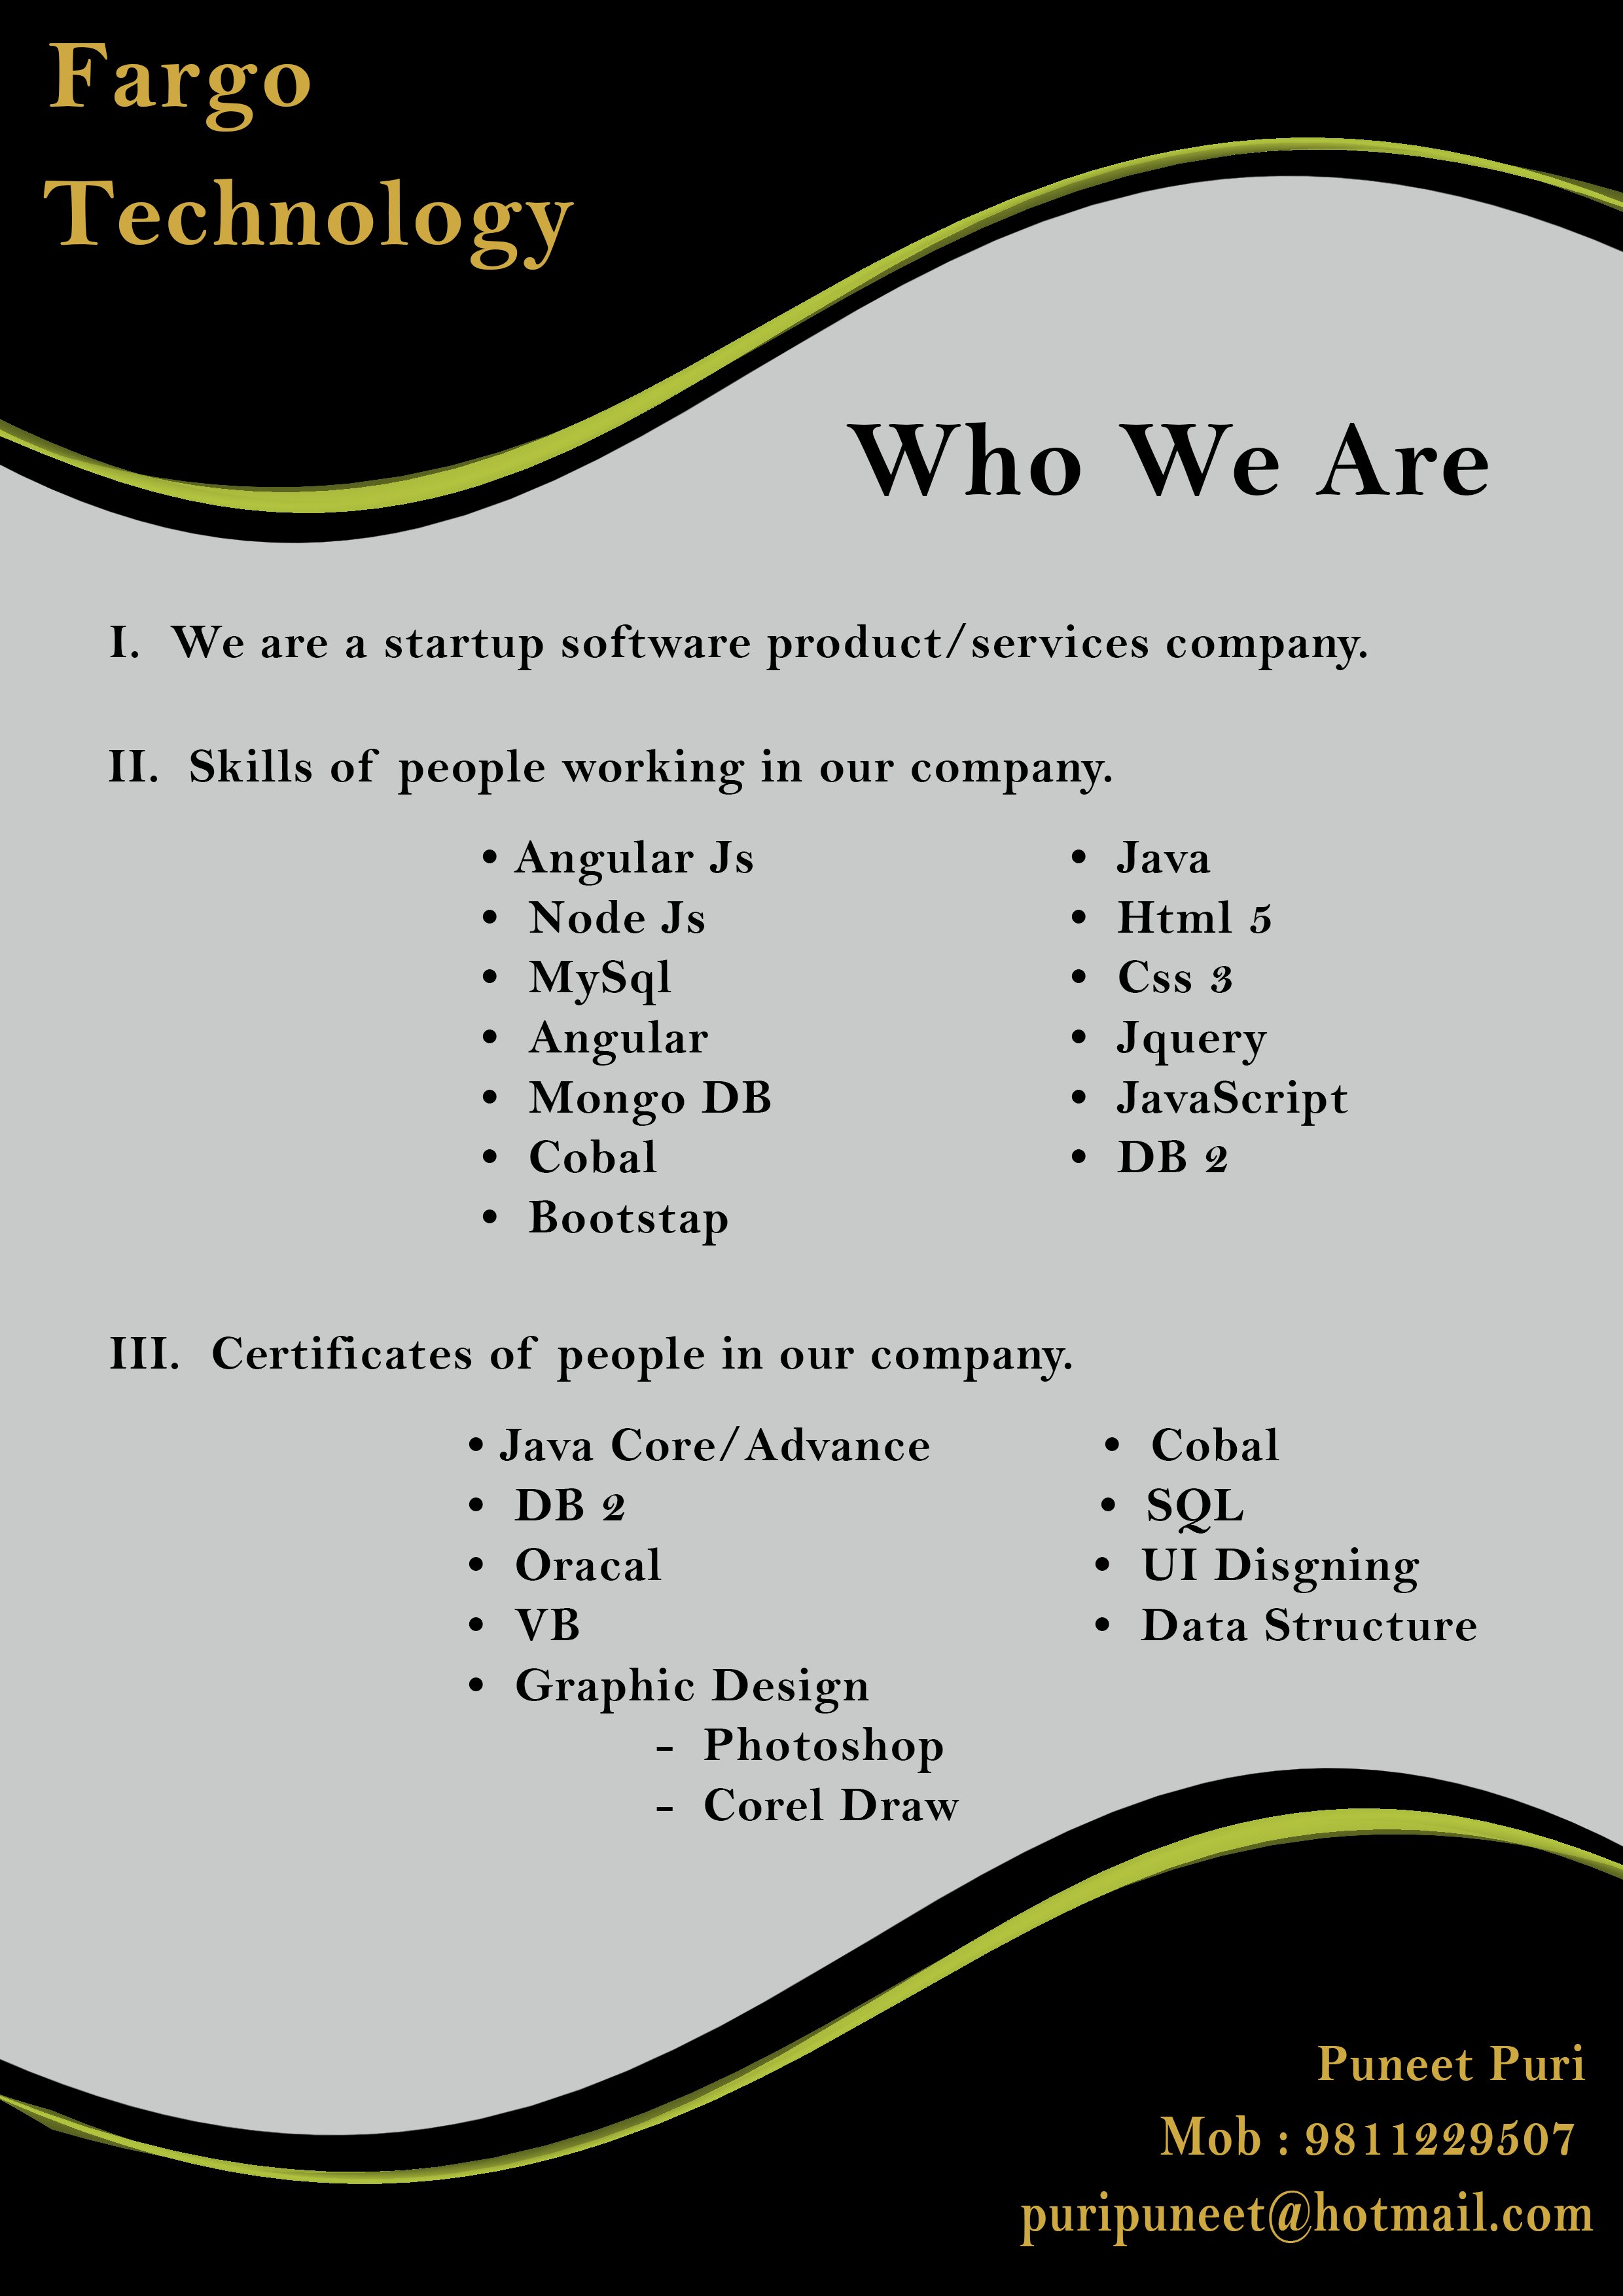 Fargo
Technology
Who We Are
I. We are a startup software product/services company.
II. Skills of people working in our company.
• Angular Js
• Node Js
• MySql
• Angular
• Mongo DB
• Cobal
• Bootstap
• Java
• Html 5
• Css 3
• Jquery
• JavaScript
• DB 2
III. Certificates of people in our company.
• Java Core/Advance
• DB 2
• Oracal
• VB
• Graphic Design
- Photoshop
- Corel Draw
• Cobal
• SQL
• UI Disgning
• Data Structure
Puneet Puri
Mob : 9811229507
puripuneet@hotmail.com